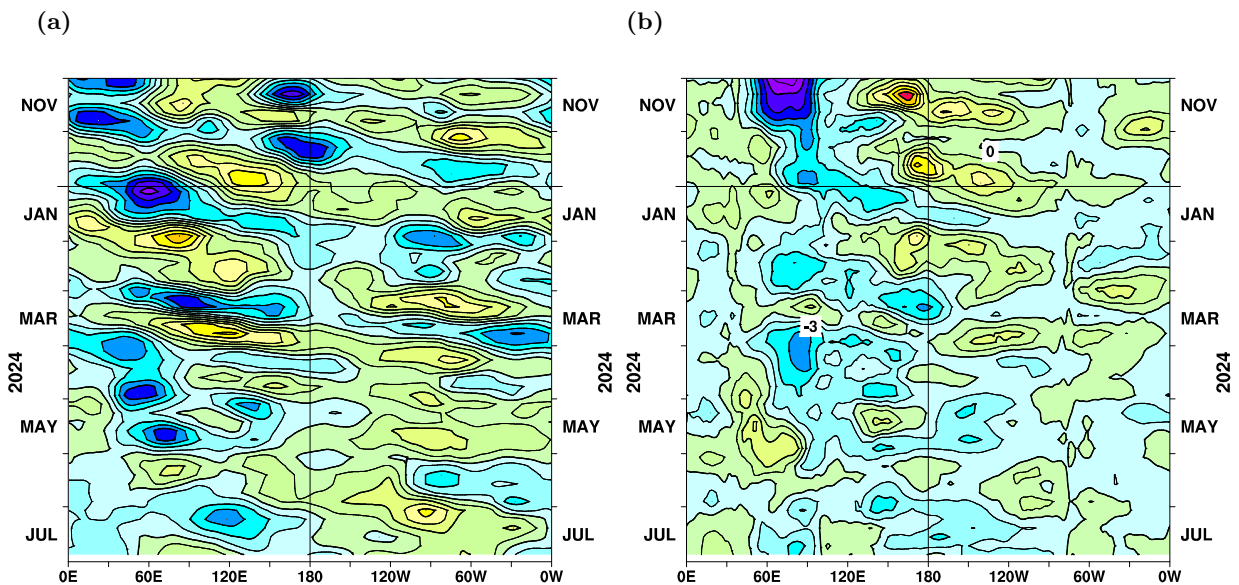 (a) (b)
NOV NOV NOV NOV
0
JAN JAN JAN JAN
MAR MAR MAR MAR
-3
2024 2024 2024 2024
MAY MAY MAY MAY
JUL JUL JUL JUL
0E 60E 120E 180 120W 60W 0W 0E 60E 120E 180 120W 60W 0W